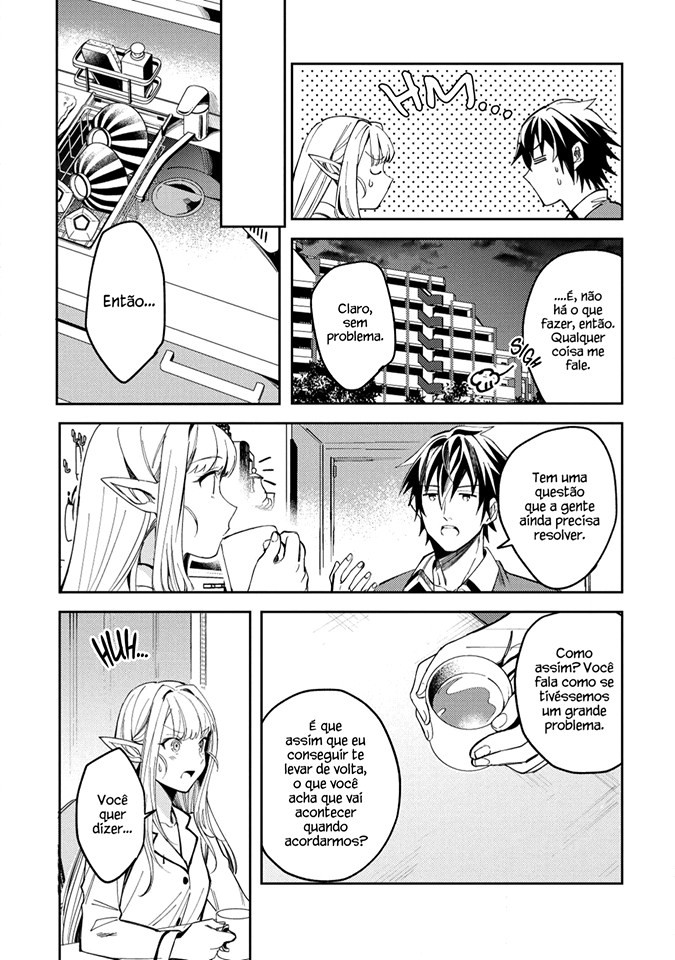 HM....
....É, não
há o que
fazer, então.
Qualquer
coisa me
fale.
SIGH
Claro,
sem
problema.
Então...
Tem uma
questão
que a gente
ainda precisa
resolver.
Como
assim? Você
fala como se
tivéssemos
um grande
problema.
É que
assim que eu
conseguir te
levar de volta,
o que você
acha que vai
acontecer
quando
acordarmos?
HUH...
Você
quer
dizer...